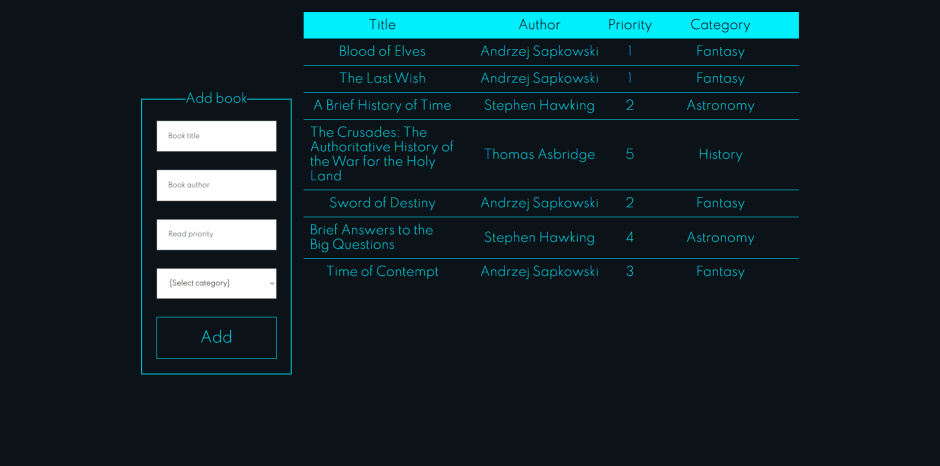 Title Author Priority Category
Blood of Elves Andrzej Sapkowski 1 Fantasy
The Last Wish Andrzej Sapkowski 1 Fantasy
A Brief History of Time Stephen Hawking 2 Astronomy
The Crusades: The
Authoritative History of
the War for the Holy
Land
Thomas Asbridge 5 History
Sword of Destiny Andrzej Sapkowski 2 Fantasy
Brief Answers to the
Big Questions
Stephen Hawking 4 Astronomy
Time of Contempt Andrzej Sapkowski 3 Fantasy
Add book
Book title
Book author
Read priority
[Select category]
Add